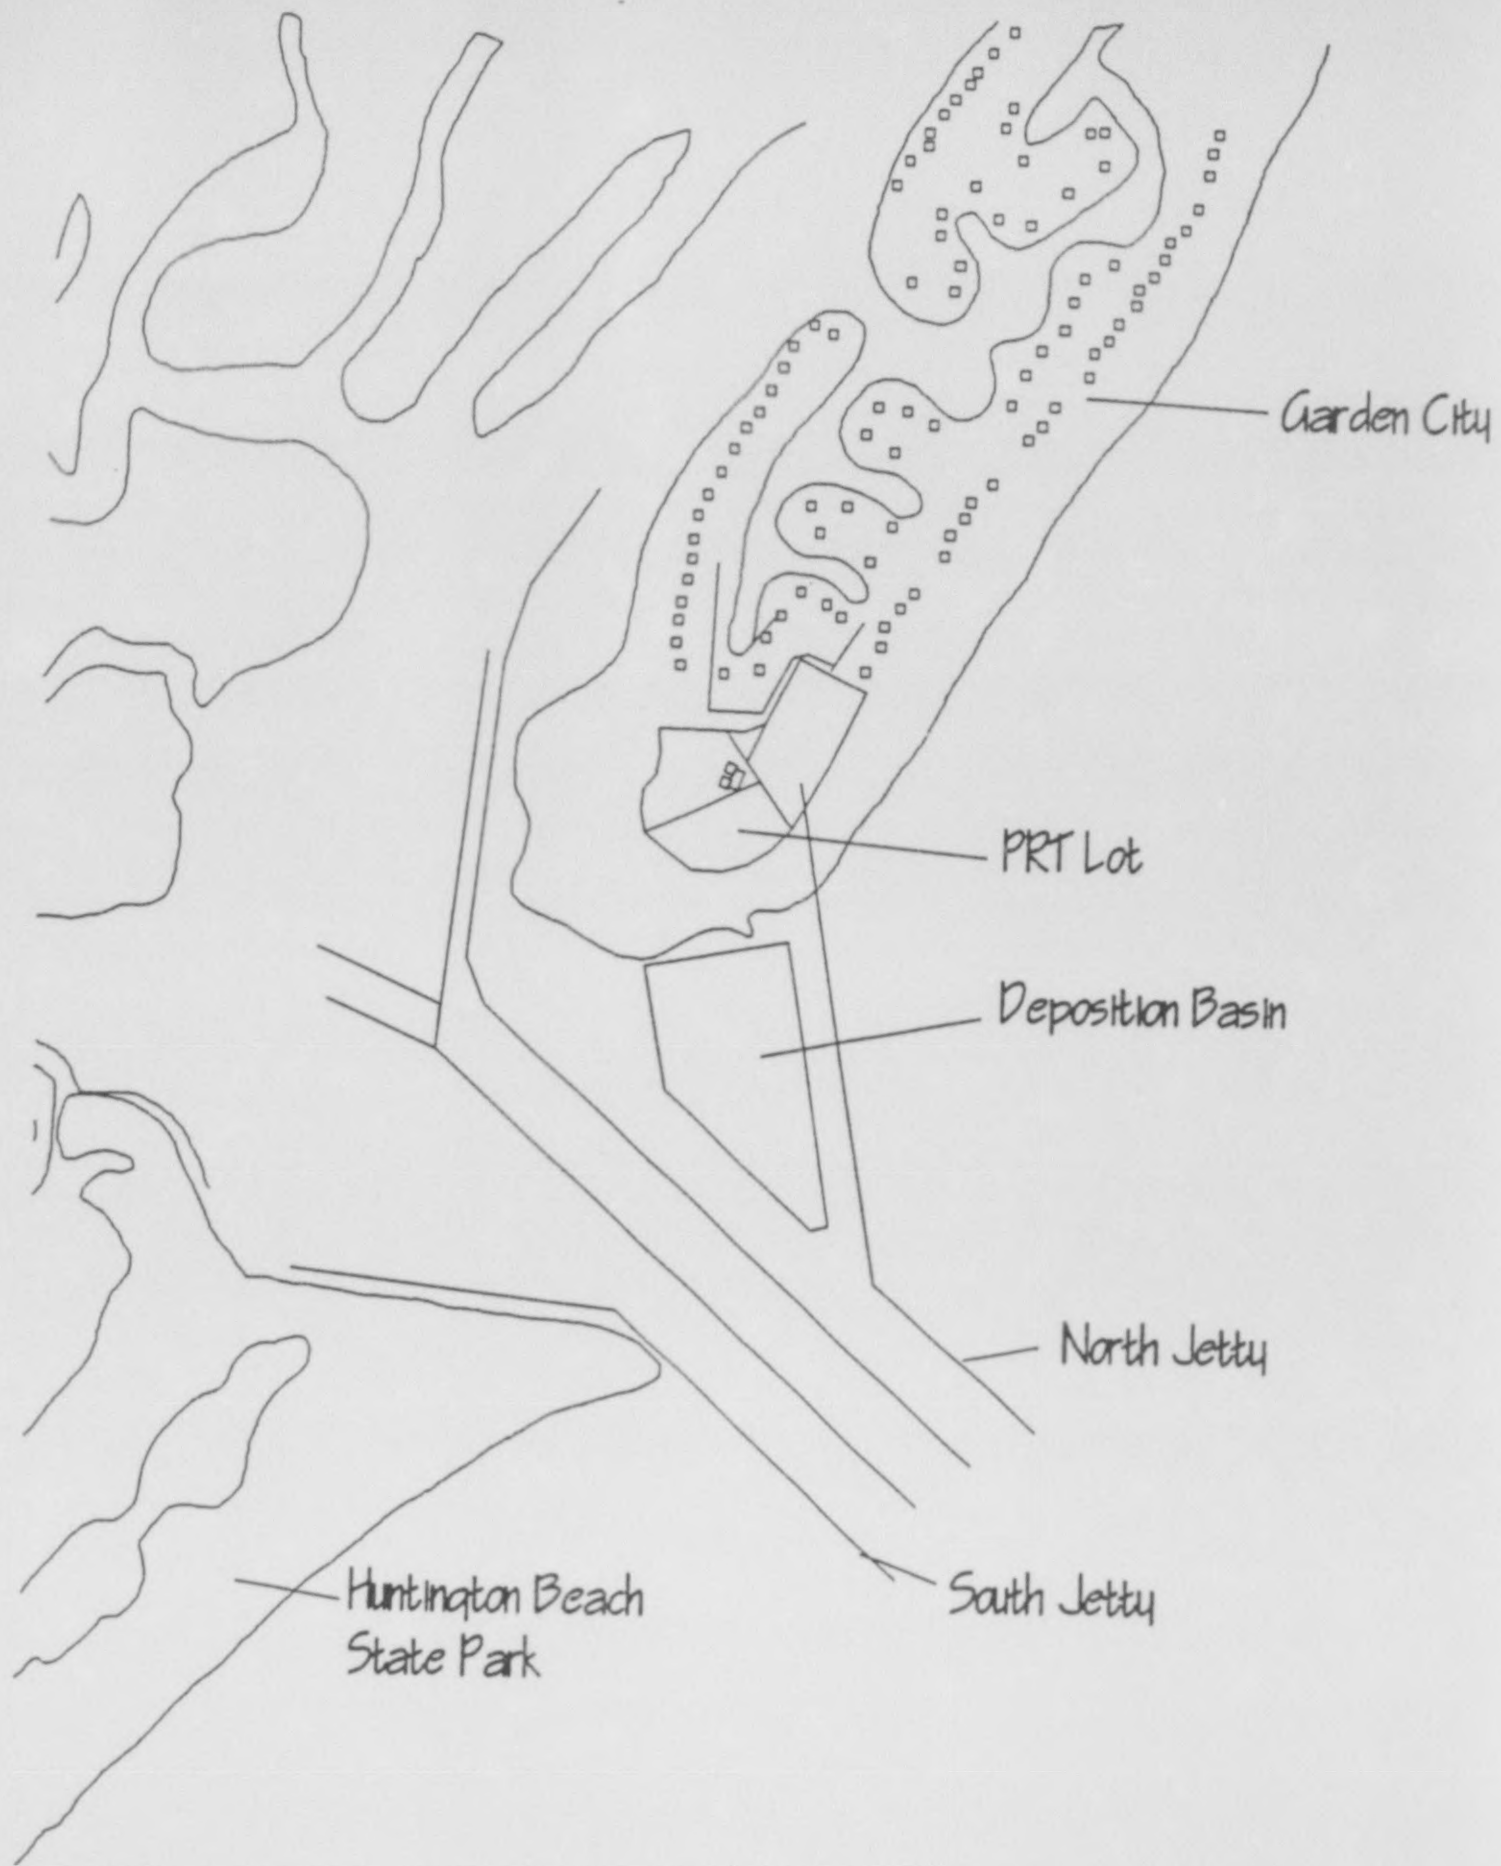 Garden City
PRT Lot
Deposition Basin
North Jetty
South Jetty
Huntington Beach
State Park